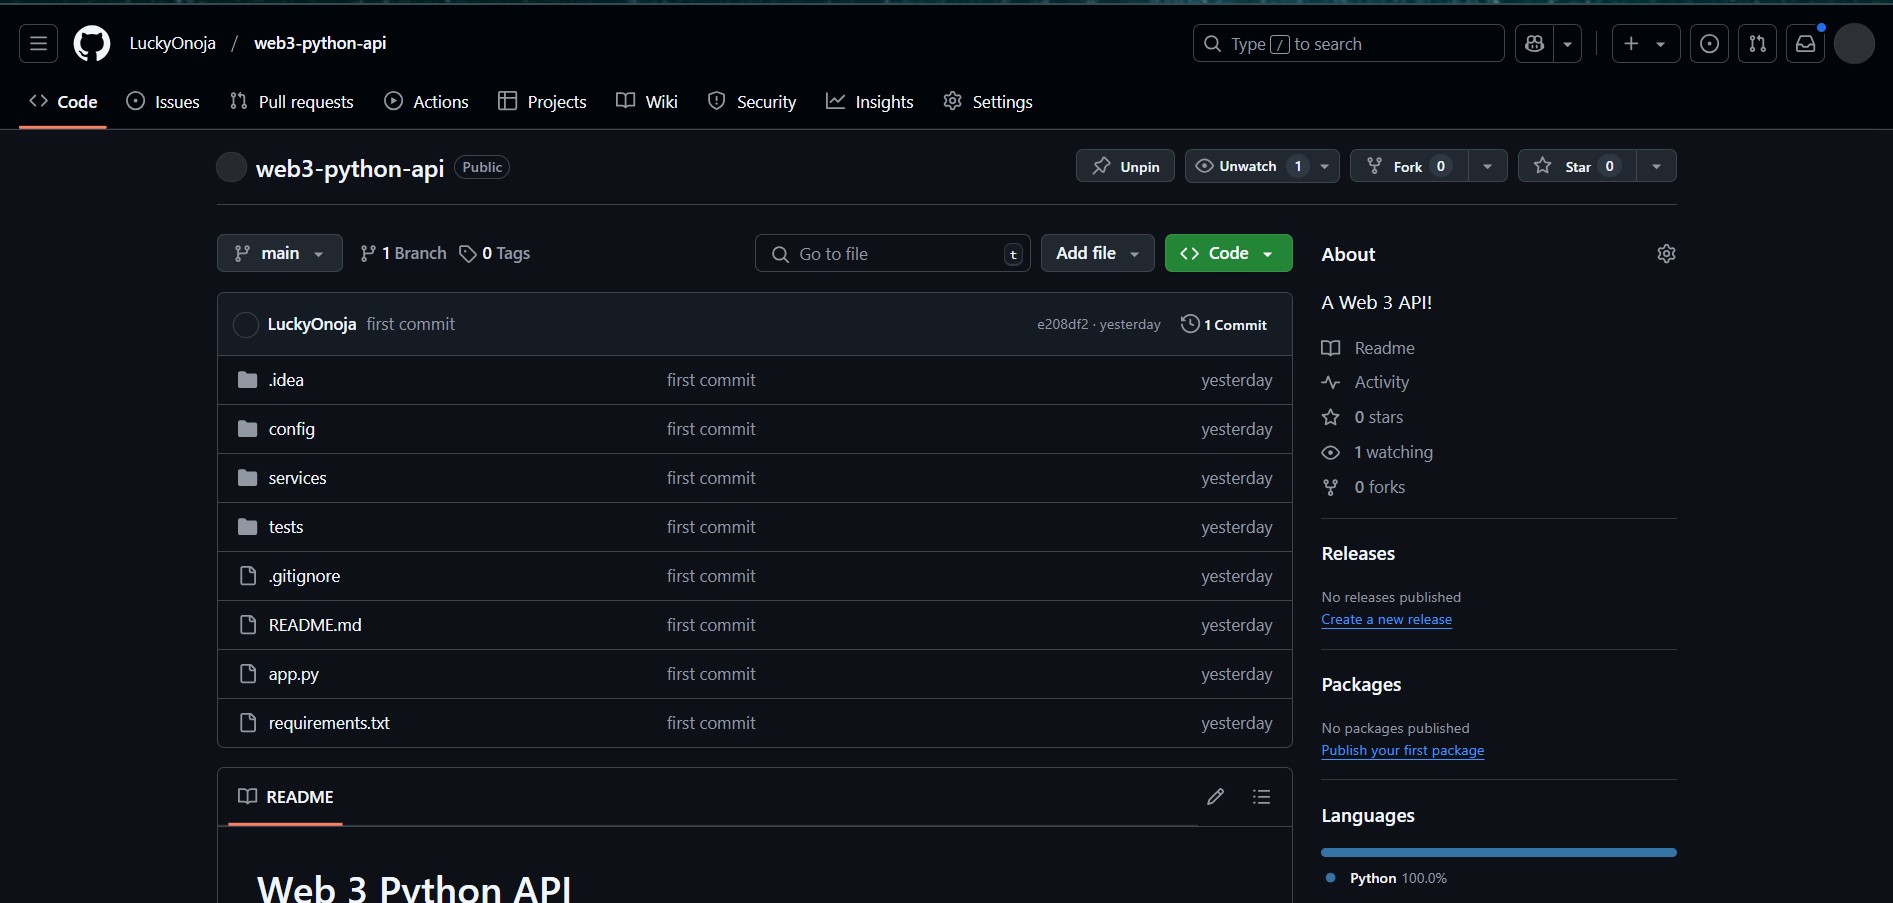 LuckyOnoja / web3-python-api
Type / to search
Code Issues Pull requests Actions Projects Wiki Security Insights Settings
web3-python-api Public
Unpin Unwatch 1 Fork 0 Star 0
main 1 Branch 0 Tags
Go to file t Add file Code
LuckyOnoja first commit e208df2 · yesterday 1 Commit
.idea first commit yesterday
config first commit yesterday
services first commit yesterday
tests first commit yesterday
.gitignore first commit yesterday
README.md first commit yesterday
app.py first commit yesterday
requirements.txt first commit yesterday
README
Web 3 Python API
About
A Web 3 API!
Readme
Activity
0 stars
1 watching
0 forks
Releases
No releases published
Create a new release
Packages
No packages published
Publish your first package
Languages
Python 100.0%